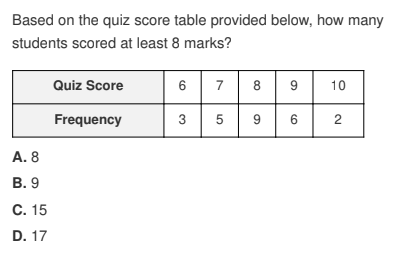 Based on the quiz score table provided below, how many
students scored at least 8 marks?
Quiz Score 6 7 8 9 10
Frequency 3 5 9 6 2
A. 8
B. 9
C. 15
D. 17